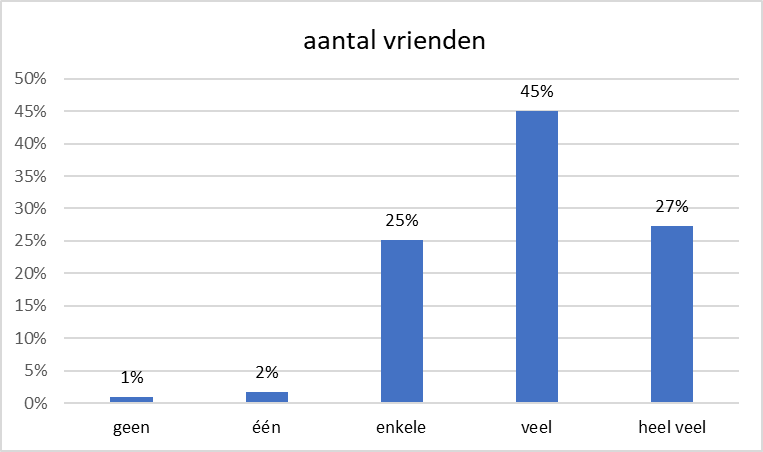 aantal vrienden
50%
45%
40%
35%
30%
25%
20%
15%
10%
5%
0%
1%
2%
25%
45%
27%
geen
één
enkele
veel
heel veel